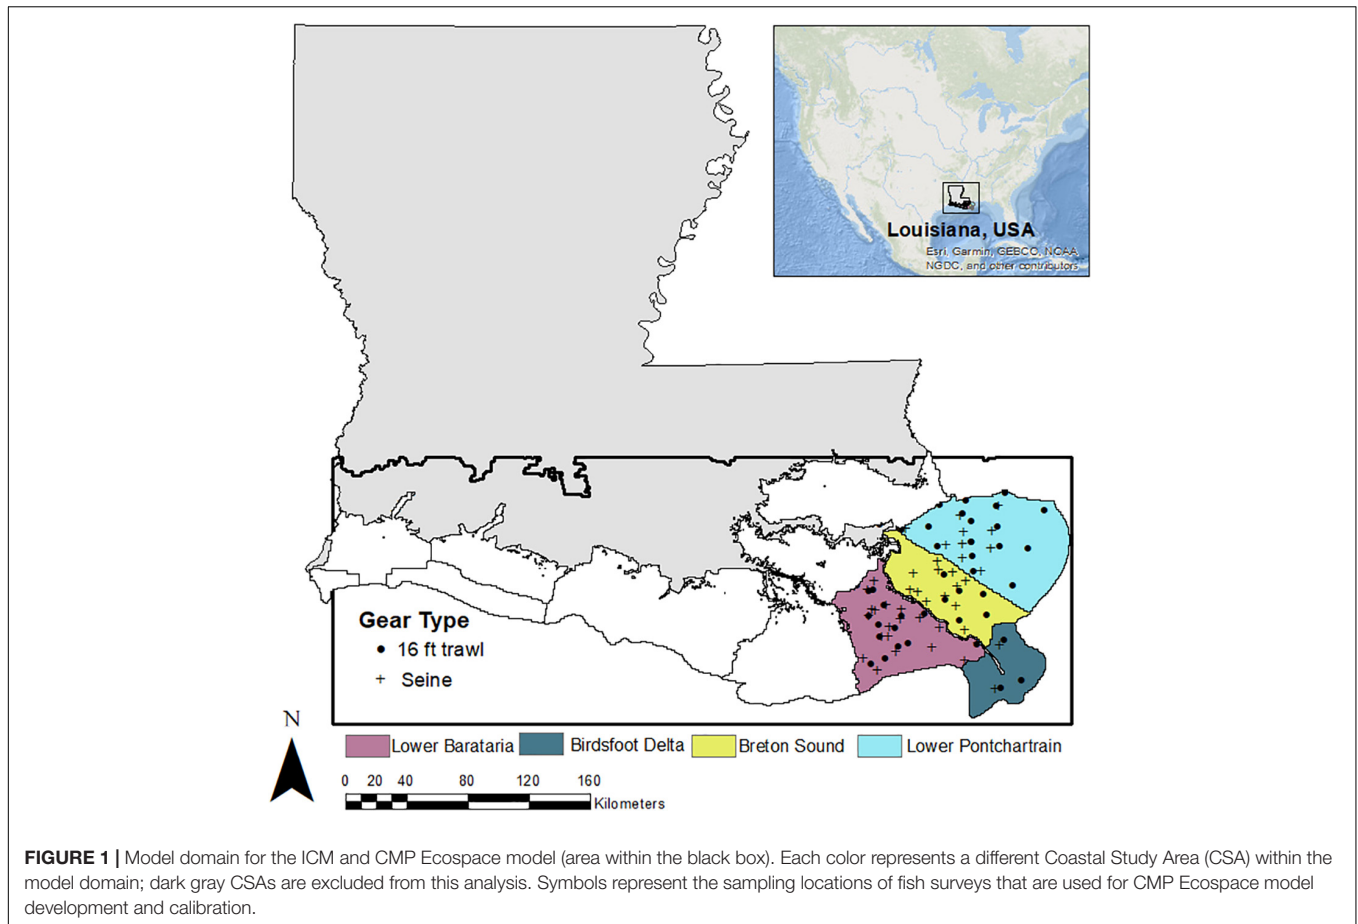 Louisiana, USA
Esri, Garmin, GEBCO, NOAA
NGDC, and other contributors
Gear Type
16 ft trawl
Seine
N
Lower Barataria Birdsfoot Delta Breton Sound Lower Pontchartrain
0 20 40 80 120 160
Kilometers
FIGURE 1 | Model domain for the ICM and CMP Ecospace model (area within the black box). Each color represents a different Coastal Study Area (CSA) within the
model domain; dark gray CSAs are excluded from this analysis. Symbols represent the sampling locations of fish surveys that are used for CMP Ecospace model
development and calibration.